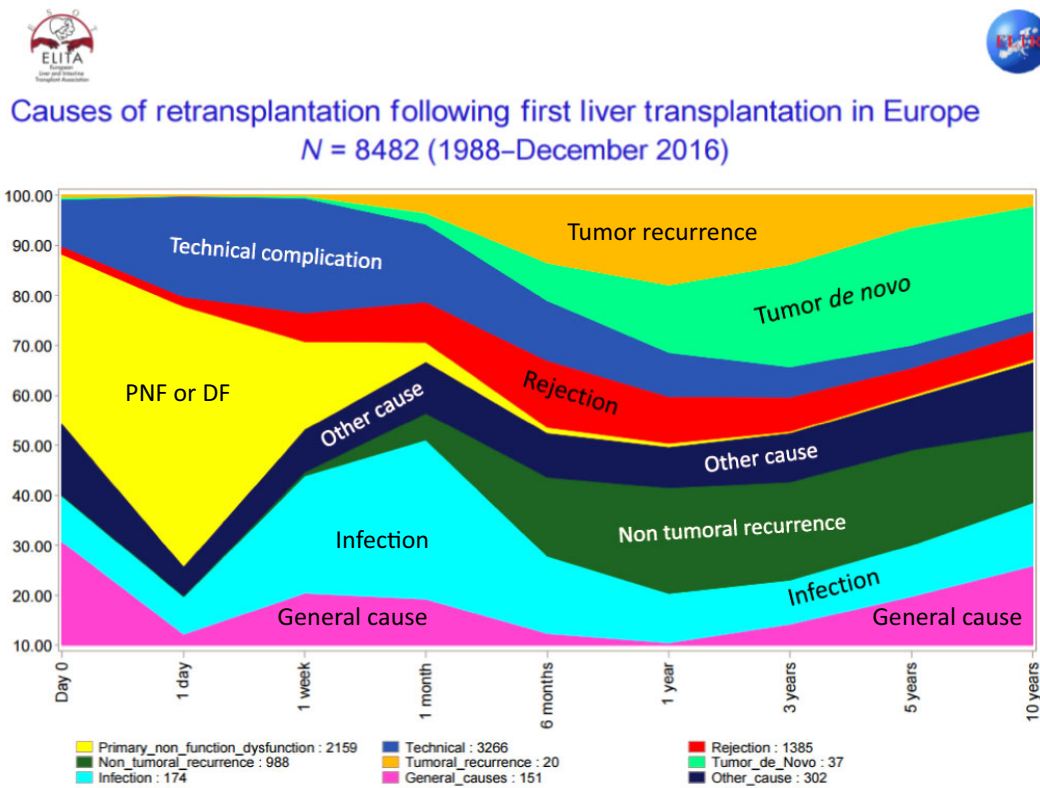 E S O T
ELITA
European
Liver and Intestine
Transplant Association
ELTR
Causes of retransplantation following first liver transplantation in Europe
N = 8482 (1988–December 2016)
100.00
90.00
80.00
70.00
60.00
50.00
40.00
30.00
20.00
10.00
Tumor recurrence
Technical complication
Tumor de novo
PNF or DF
Rejection
Other cause
Other cause
Non tumoral recurrence
Infection
Infection
General cause
General cause
Day 0
1 day
1 week
1 month
6 months
1 year
3 years
5 years
10 years
Primary_non_function_dysfunction : 2159
Technical : 3266
Rejection : 1385
Non_tumoral_recurrence : 988
Tumoral_recurrence : 20
Tumor_de_Novo : 37
Infection : 174
General_causes : 151
Other_cause : 302